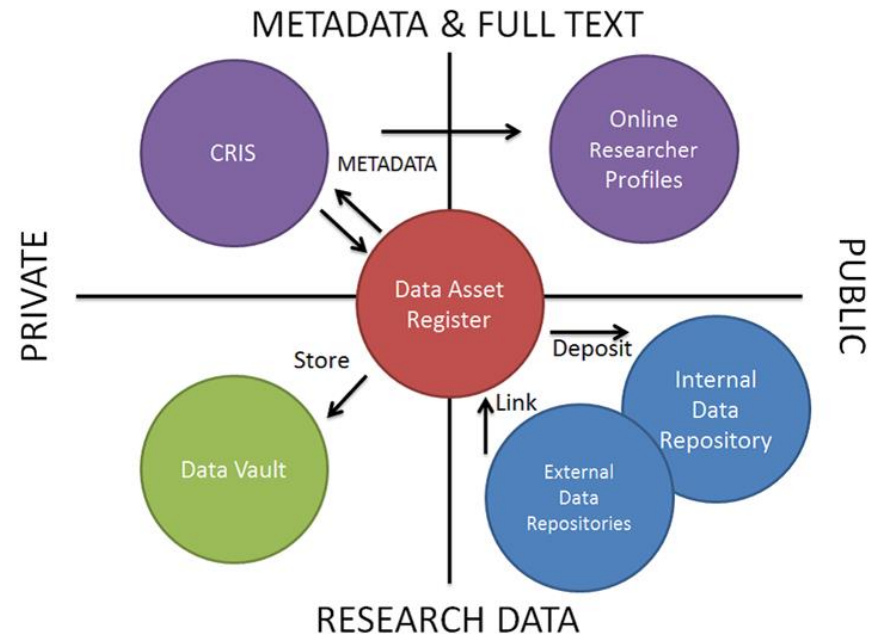 METADATA & FULL TEXT
CRIS
METADATA
Online
Researcher
Profiles
PRIVATE
PUBLIC
Data Asset
Register
Store
Deposit
Link
Internal
Data
Repository
Data Vault
External
Data
Repositories
RESEARCH DATA